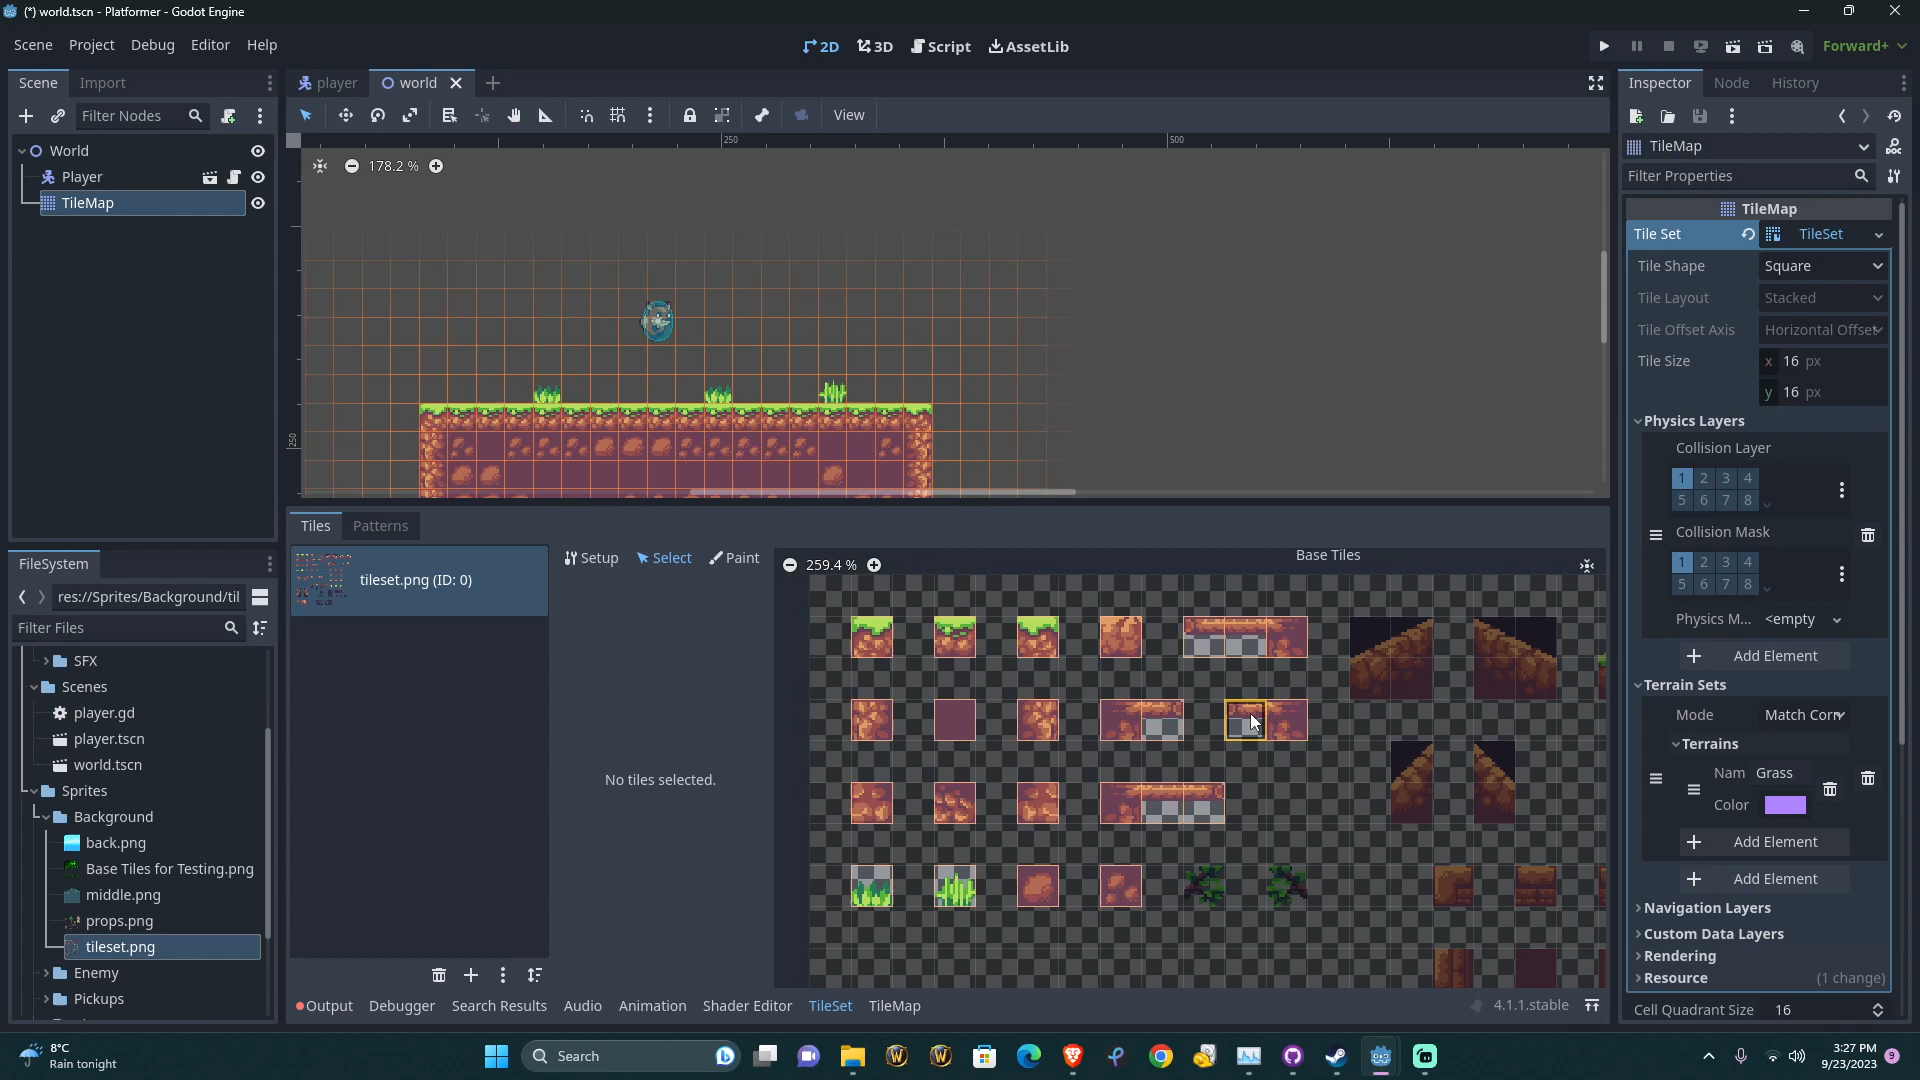 (*) world.tscn - Platformer - Godot Engine
Scene Project Debug Editor Help
2D 3D Script AssetLib
Forward+
Scene Import
Filter Nodes
World
Player
TileMap
FileSystem
res://Sprites/Background/til
Filter Files
SFX
Scenes
player.gd
player.tscn
world.tscn
Sprites
Background
back.png
Base Tiles for Testing.png
middle.png
props.png
tileset.png
Enemy
Pickups
player world
View
250 500
178.2 %
250
Tiles Patterns
tileset.png (ID: 0)
Setup Select Paint
No tiles selected.
259.4 %
Base Tiles
Output Debugger Search Results Audio Animation Shader Editor TileSet TileMap
4.1.1.stable
Inspector Node History
TileMap
Filter Properties
TileMap
Tile Set TileSet
Tile Shape Square
Tile Layout Stacked
Tile Offset Axis Horizontal Offset
Tile Size x 16 px
y 16 px
Physics Layers
Collision Layer
1 2 3 4
5 6 7 8
Collision Mask
1 2 3 4
5 6 7 8
Physics M... <empty
Add Element
Terrain Sets
Mode Match Corn
Terrains
Nam Grass
Color
Add Element
Add Element
Navigation Layers
Custom Data Layers
Rendering
Resource (1 change)
Cell Quadrant Size 16
8°C
Rain tonight
Search
3:27 PM
9/23/2023
9